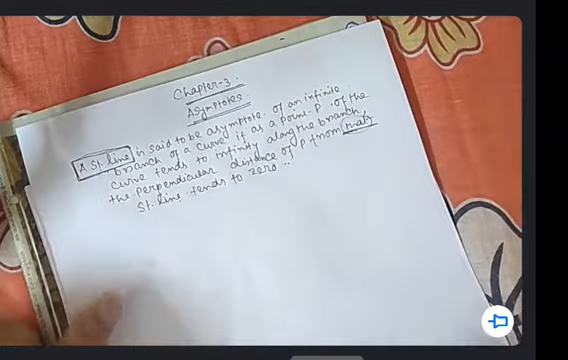 Chapter-3.
Asymptotes.
A St. line is said to be asymptote of an infinite
branch of a curve if as a point P. of the
curve tends to infinity along the branch,
the perpendicular distance of P from that
St. line tends to zero..